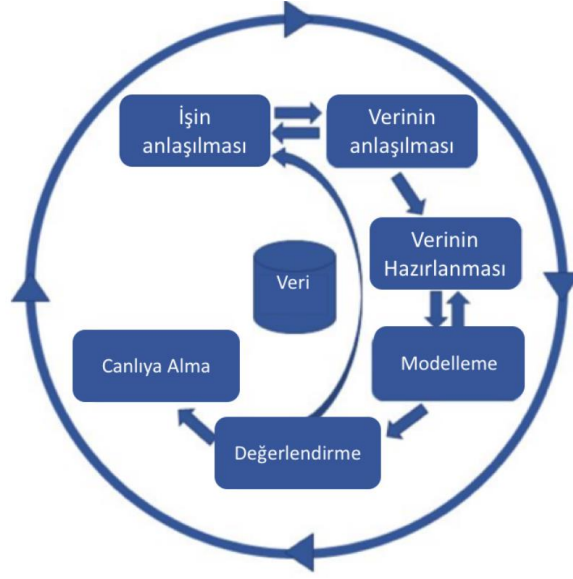 İşin
anlaşılması
Verinin
anlaşılması
Verinin
Hazırlanması
Veri
Modelleme
Canlıya Alma
Değerlendirme